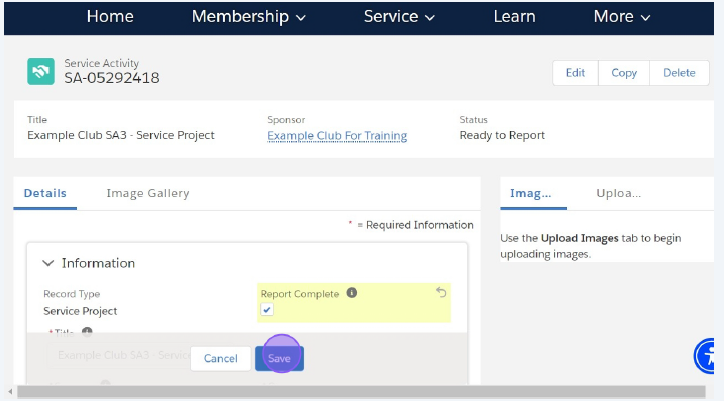 Home Membership Service Learn More
Service Activity
SA-05292418
Edit Copy Delete
Title Sponsor Status
Example Club SA3 - Service Project Example Club For Training Ready to Report
Details Image Gallery Imag... Uploa...
* = Required Information
Use the Upload Images tab to begin
uploading images.
Information
Record Type Report Complete
Service Project
*Title
Example Club SA3 - Service
Cancel Save